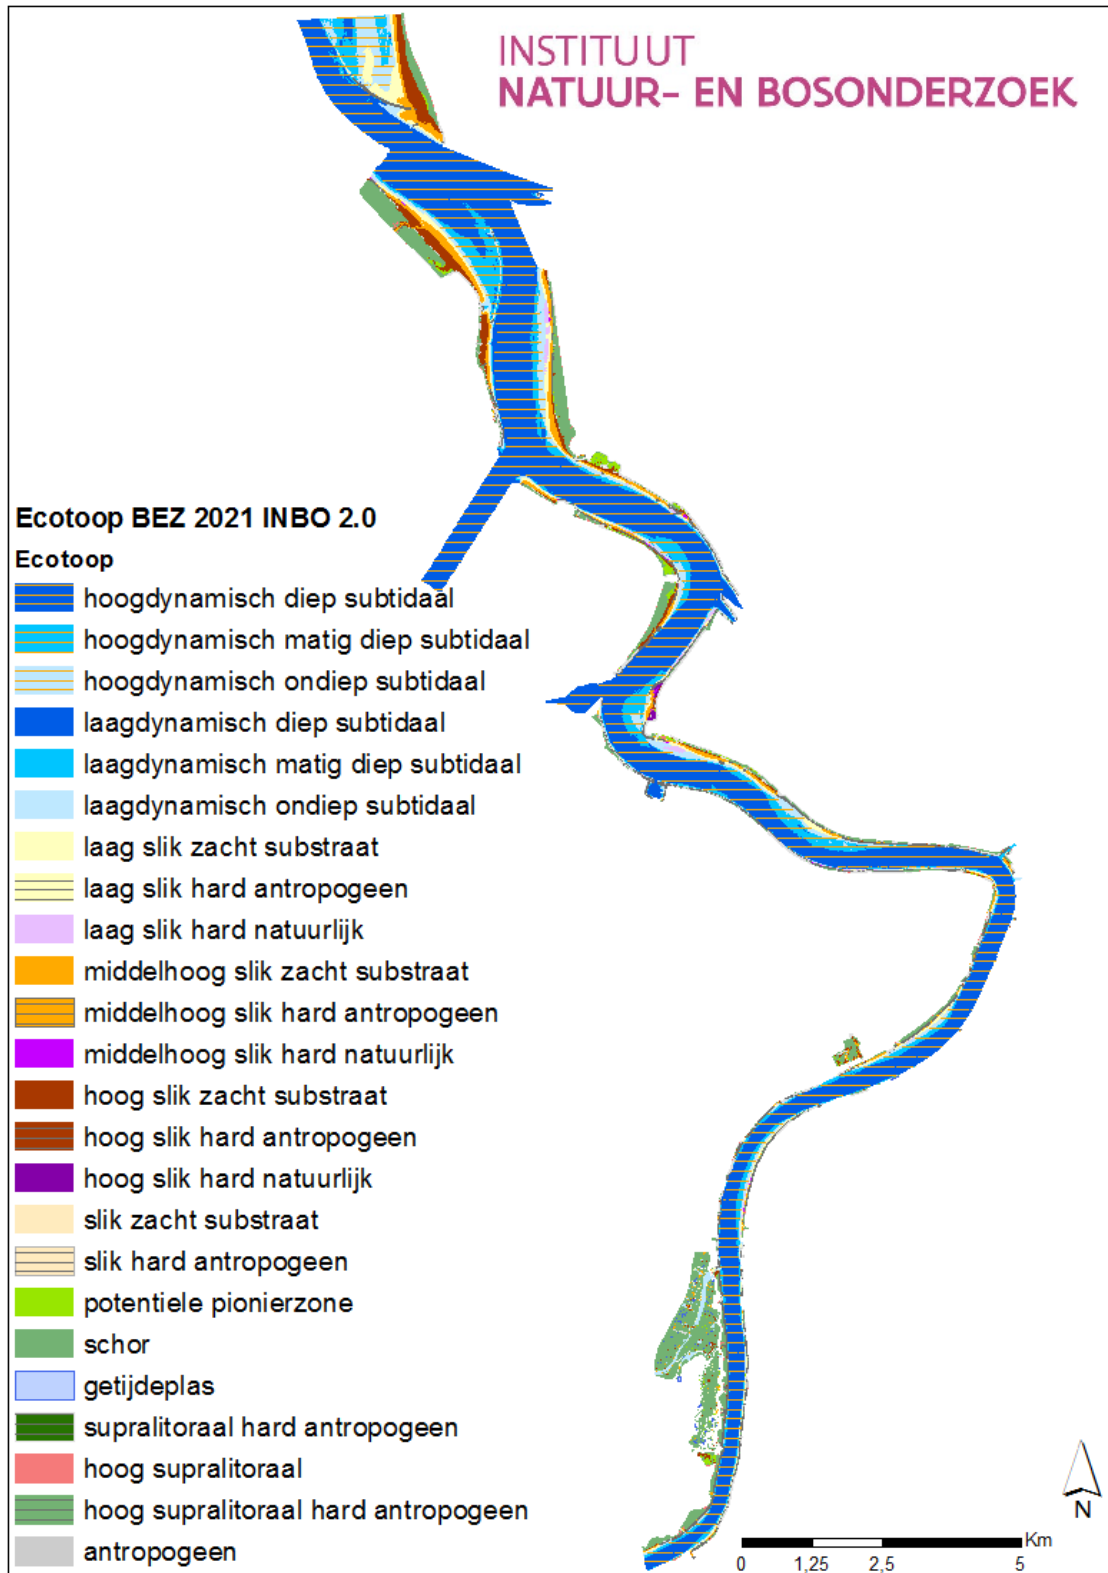 INSTITUUT
NATUUR- EN BOSONDERZOEK
Ecotoop BEZ 2021 INBO 2.0
Ecotoop
hoogdynamisch diep subtidaal
hoogdynamisch matig diep subtidaal
hoogdynamisch ondiep subtidaal
laagdynamisch diep subtidaal
laagdynamisch matig diep subtidaal
laagdynamisch ondiep subtidaal
laag slik zacht substraat
laag slik hard antropogeen
laag slik hard natuurlijk
middelhoog slik zacht substraat
middelhoog slik hard antropogeen
middelhoog slik hard natuurlijk
hoog slik zacht substraat
hoog slik hard antropogeen
hoog slik hard natuurlijk
slik zacht substraat
slik hard antropogeen
potentiele pionierzone
schor
getijdeplas
supralitoraal hard antropogeen
hoog supralitoraal
hoog supralitoraal hard antropogeen
antropogeen
N
Km
0 1,25 2,5 5